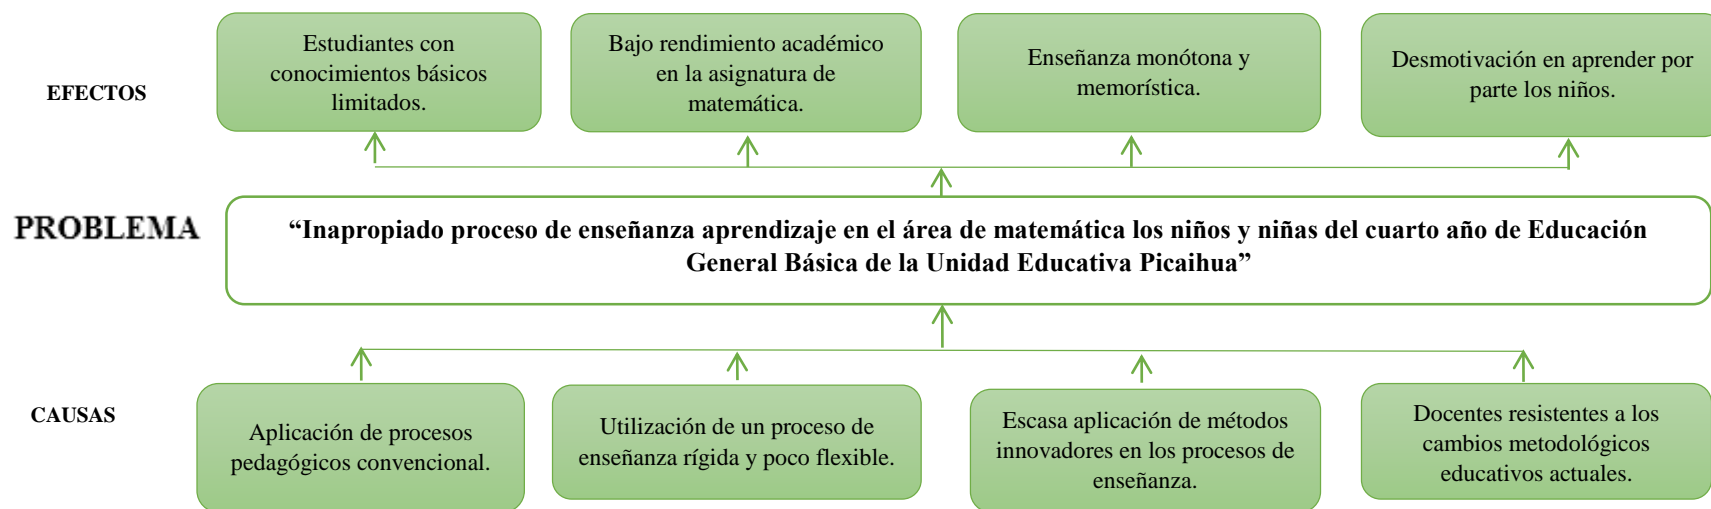 EFECTOS
Estudiantes con
conocimientos básicos
limitados.
Bajo rendimiento académico
en la asignatura de
matemática.
Enseñanza monótona y
memorística.
Desmotivación en aprender por
parte los niños.
PROBLEMA
“Inapropiado proceso de enseñanza aprendizaje en el área de matemática los niños y niñas del cuarto año de Educación
General Básica de la Unidad Educativa Picaihua”
CAUSAS
Aplicación de procesos
pedagógicos convencional.
Utilización de un proceso de
enseñanza rígida y poco flexible.
Escasa aplicación de métodos
innovadores en los procesos de
enseñanza.
Docentes resistentes a los
cambios metodológicos
educativos actuales.